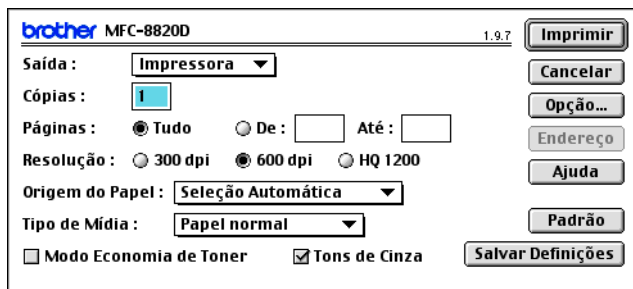 brother MFC-8820D 1.9.7 Imprimir
Saída : Impressora Cancelar
Cópias : 1 Opção...
Páginas : Tudo De : Até : Endereço
Resolução : 300 dpi 600 dpi HQ 1200 Ajuda
Origem do Papel : Seleção Automática
Tipo de Mídia : Papel normal Padrão
Modo Economia de Toner Tons de Cinza Salvar Definições